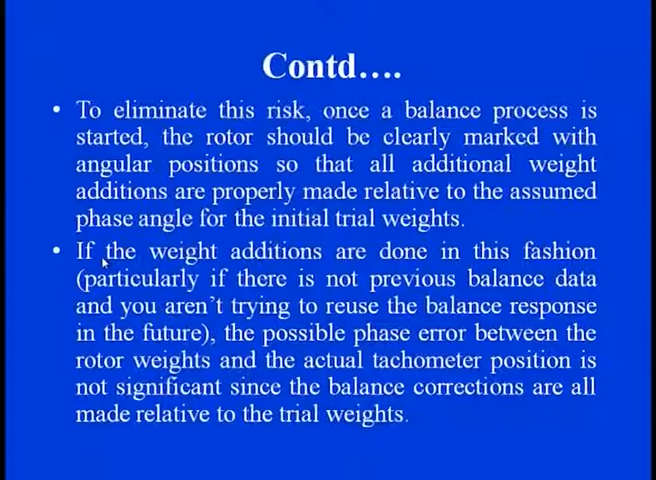 Contd….
• To eliminate this risk, once a balance process is
started, the rotor should be clearly marked with
angular positions so that all additional weight
additions are properly made relative to the assumed
phase angle for the initial trial weights.
• If the weight additions are done in this fashion
(particularly if there is not previous balance data
and you aren’t trying to reuse the balance response
in the future), the possible phase error between the
rotor weights and the actual tachometer position is
not significant since the balance corrections are all
made relative to the trial weights.